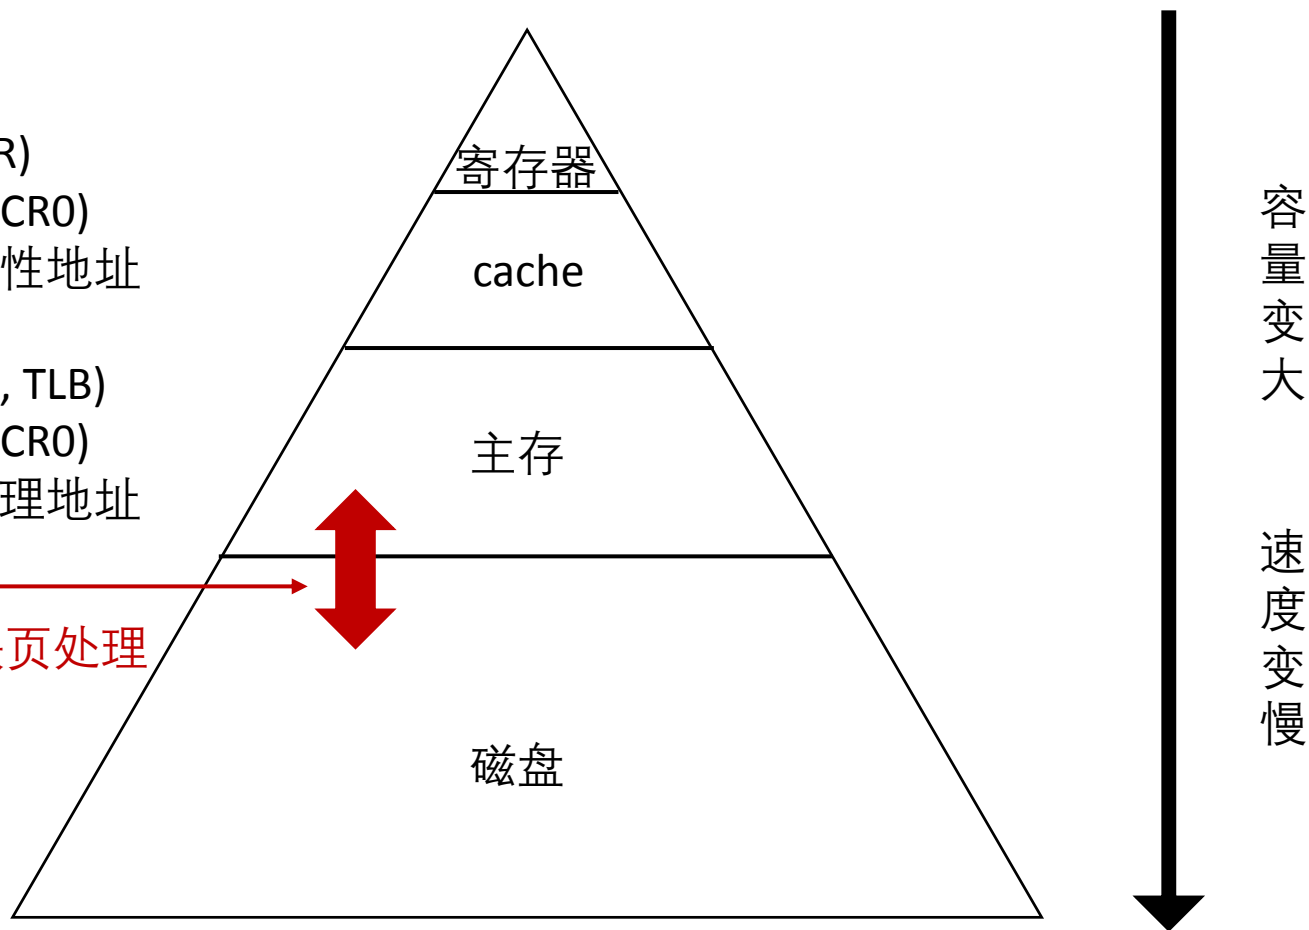 寄存器
cache
主存
磁盘
R)
CR0)
性地址
, TLB)
CR0)
理地址
页处理
容量变大
速度变慢